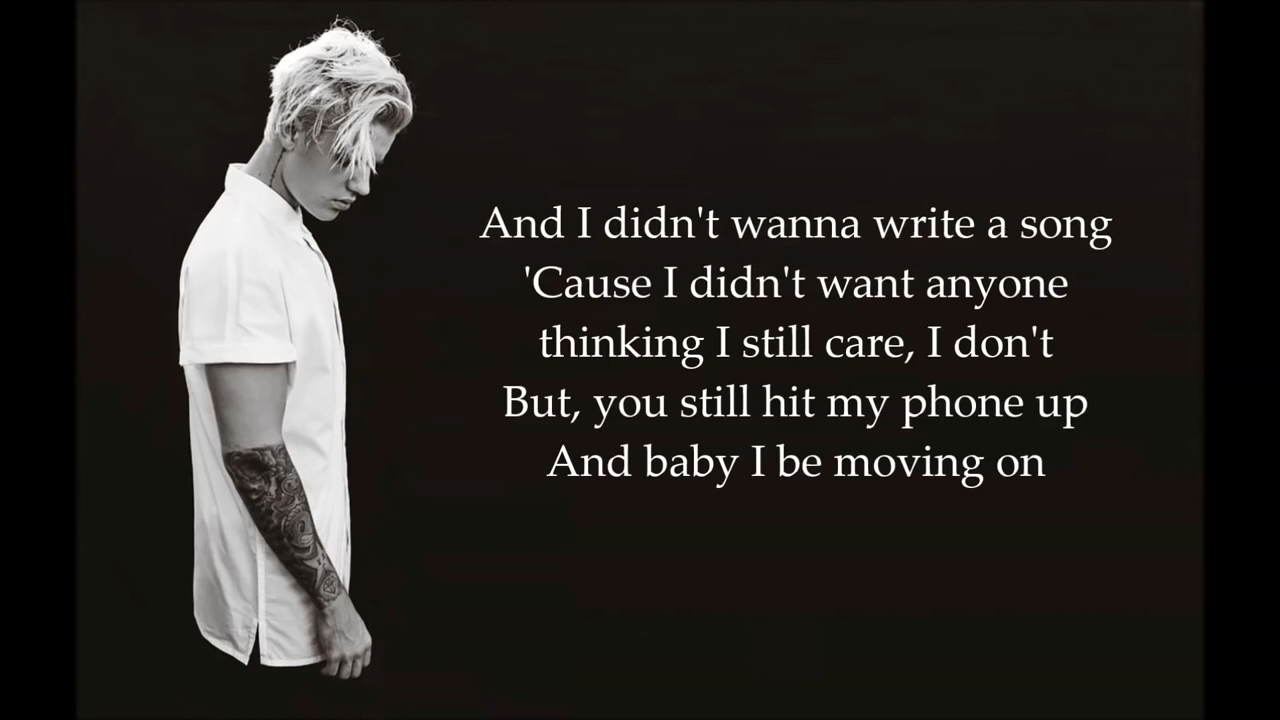 And I didn't wanna write a song
'Cause I didn't want anyone
thinking I still care, I don't
But, you still hit my phone up
And baby I be moving on